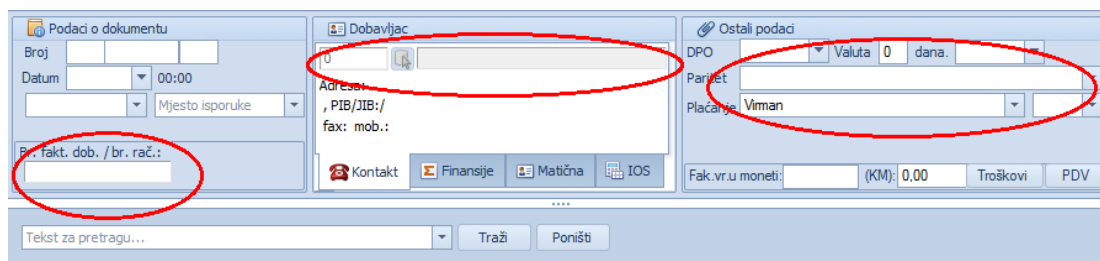 Podaci o dokumentu
Broj
Datum 00:00
Mjesto isporuke
Br. fakt. dob. / br. rač.:
Dobavljac
0
Adresa:
, PIB/JIB:/
fax: mob.:
Kontakt Finansije Matična IOS
Ostali podaci
DPO Valuta 0 dana.
Paritet
Plaćanje Virman
Fak.vr.u moneti: (KM): 0,00 Troškovi PDV
Tekst za pretragu... Traži Poništi